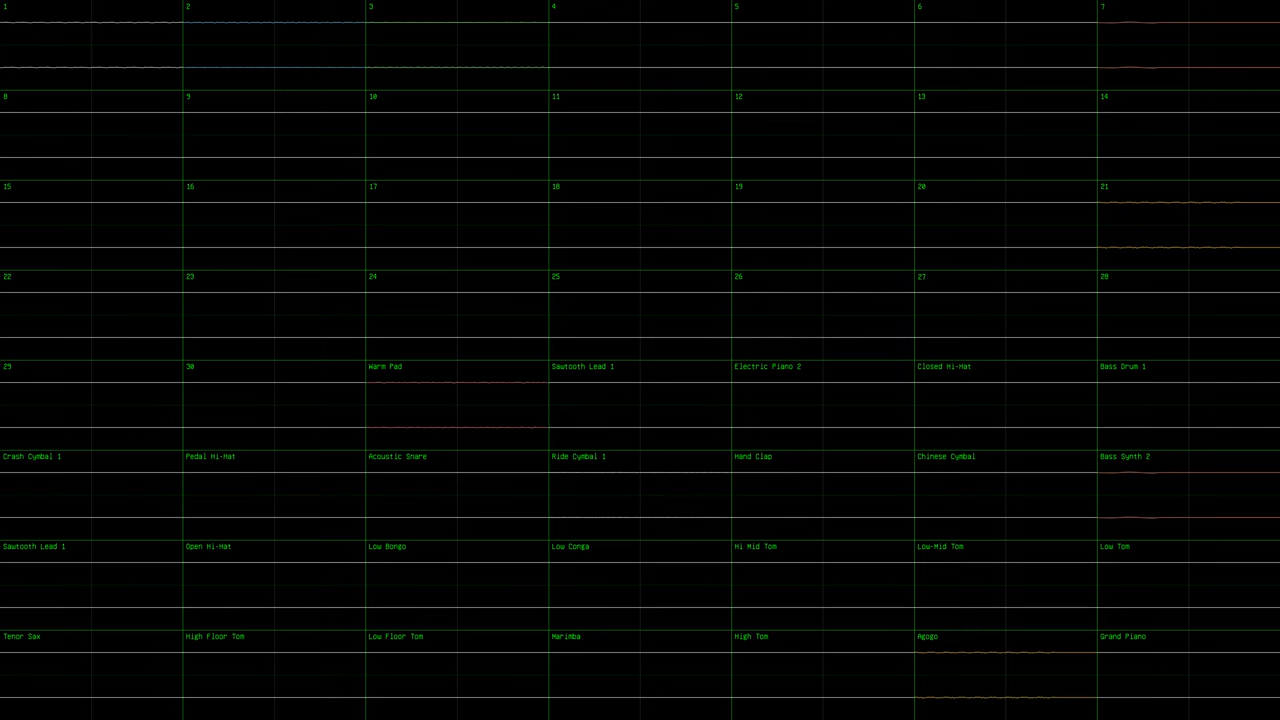 1 2 3 4 5 6 7
8 9 10 11 12 13 14
15 16 17 18 19 20 21
22 23 24 25 26 27 28
29 30 Warm Pad Sawtooth Lead 1 Electric Piano 2 Closed Hi-Hat Bass Drum 1
Crash Cymbal 1 Pedal Hi-Hat Acoustic Snare Ride Cymbal 1 Hand Clap Chinese Cymbal Bass Synth 2
Sawtooth Lead 1 Open Hi-Hat Low Bongo Low Conga Hi Mid Tom Low-Mid Tom Low Tom
Tenor Sax High Floor Tom Low Floor Tom Marimba High Tom Agogo Grand Piano